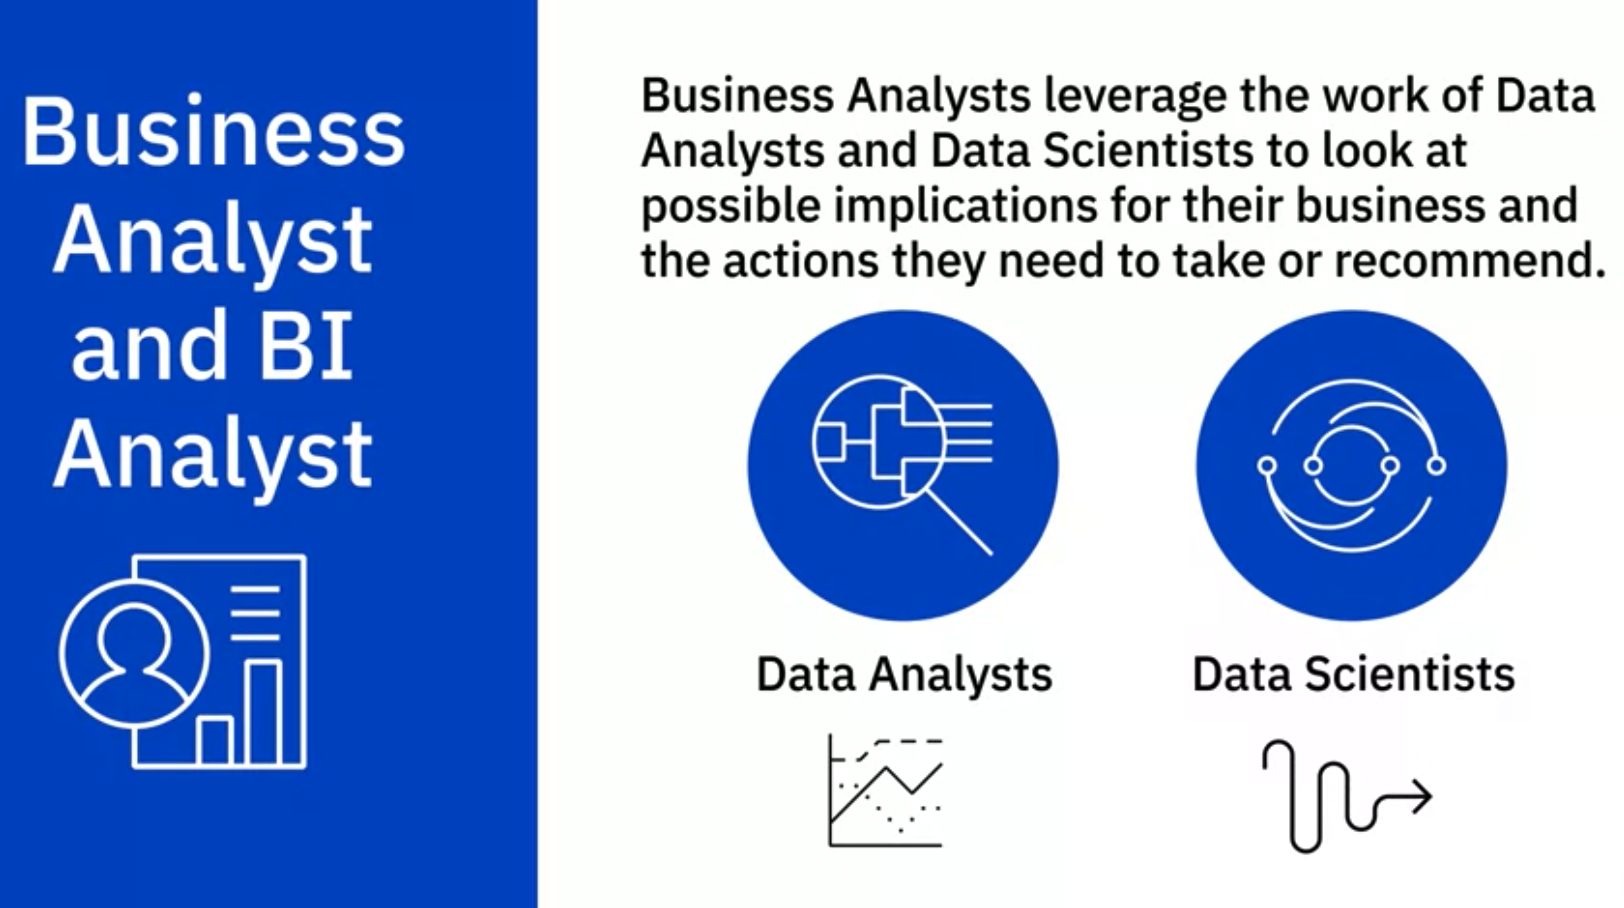 Business
Analyst
and BI
Analyst
Business Analysts leverage the work of Data
Analysts and Data Scientists to look at
possible implications for their business and
the actions they need to take or recommend.
Data Analysts
Data Scientists